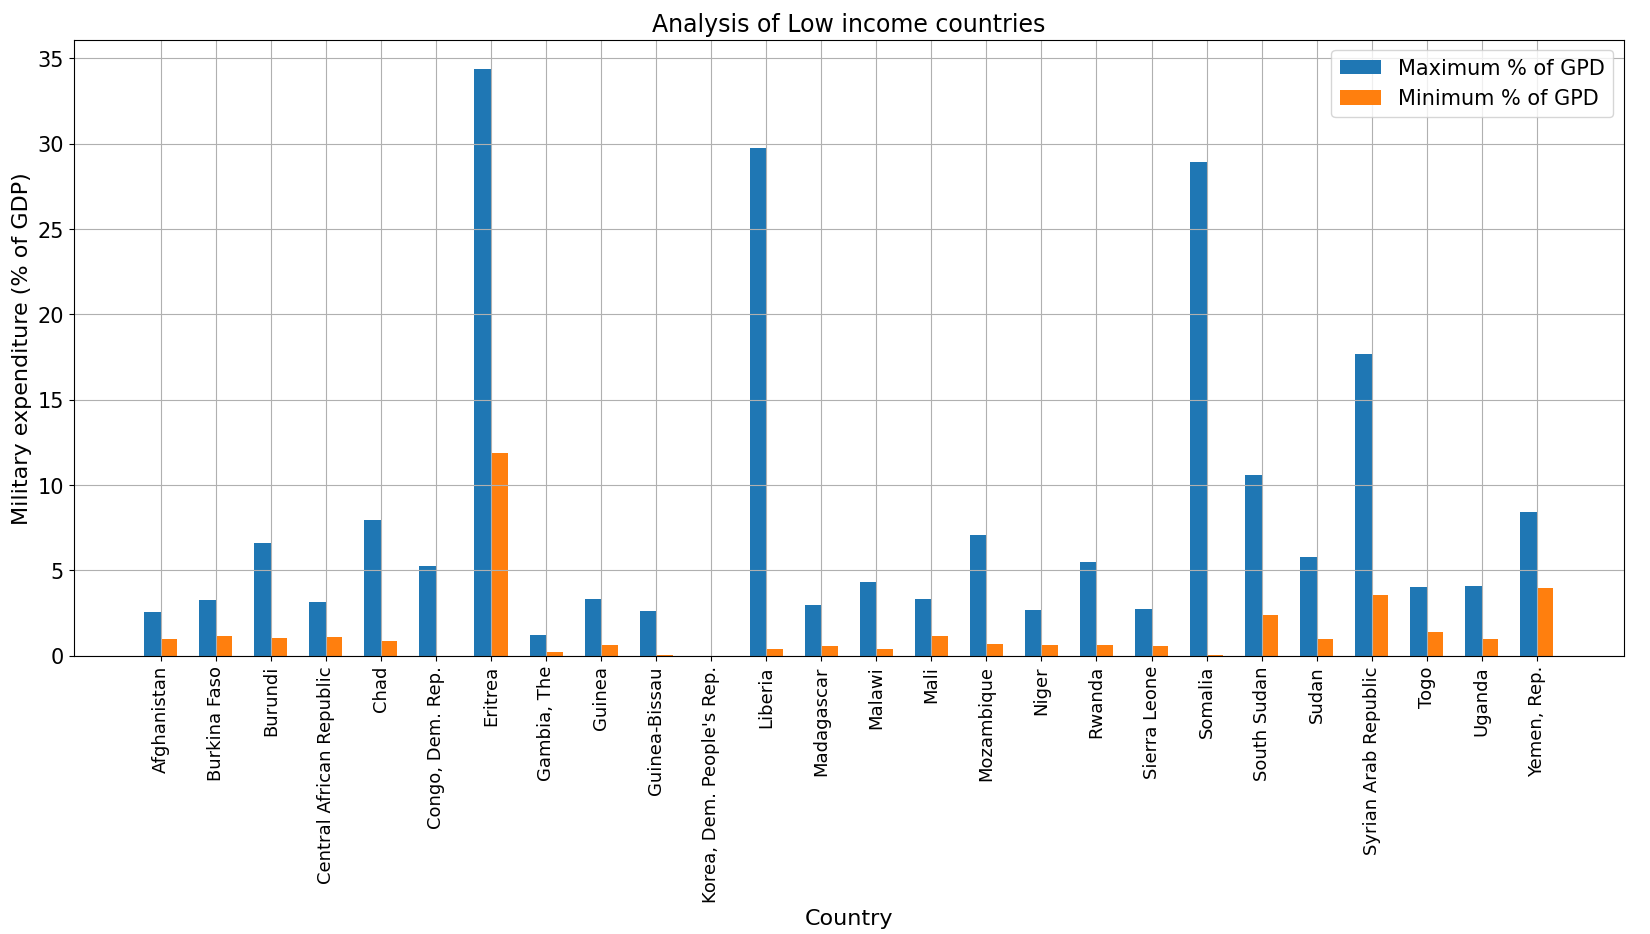 Analysis of Low income countries
Maximum % of GPD
Minimum % of GPD
Military expenditure (% of GDP)
35
30
25
20
15
10
5
0
Afghanistan
Burkina Faso
Burundi
Central African Republic
Chad
Congo, Dem. Rep.
Eritrea
Gambia, The
Guinea
Guinea-Bissau
Korea, Dem. People's Rep.
Liberia
Madagascar
Malawi
Mali
Mozambique
Niger
Rwanda
Sierra Leone
Somalia
South Sudan
Sudan
Syrian Arab Republic
Togo
Uganda
Yemen, Rep.
Country